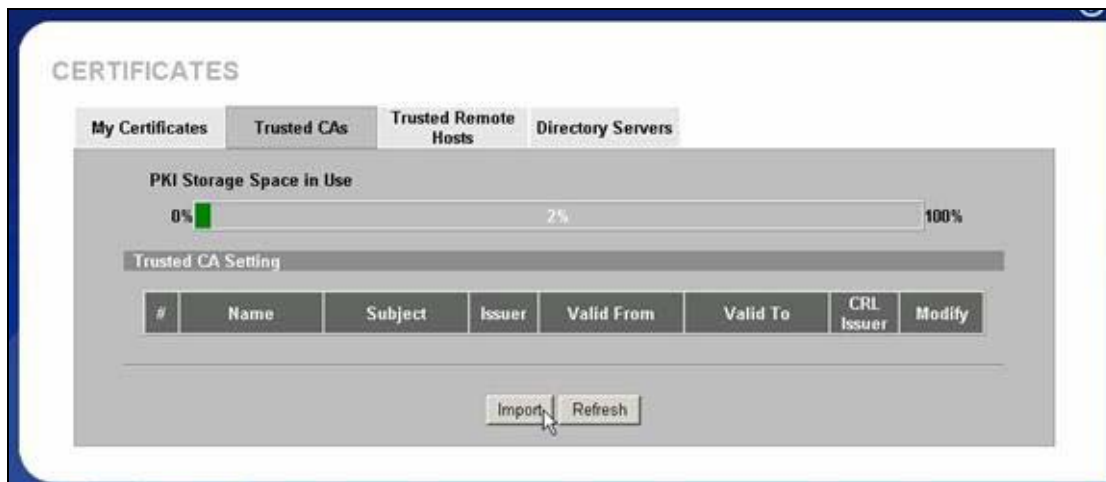 CERTIFICATES
My Certificates
Trusted CAs
Trusted Remote
Hosts
Directory Servers
PKI Storage Space in Use
0%
2%
100%
Trusted CA Setting
#
Name
Subject
Issuer
Valid From
Valid To
CRL
Issuer
Modify
Import
Refresh